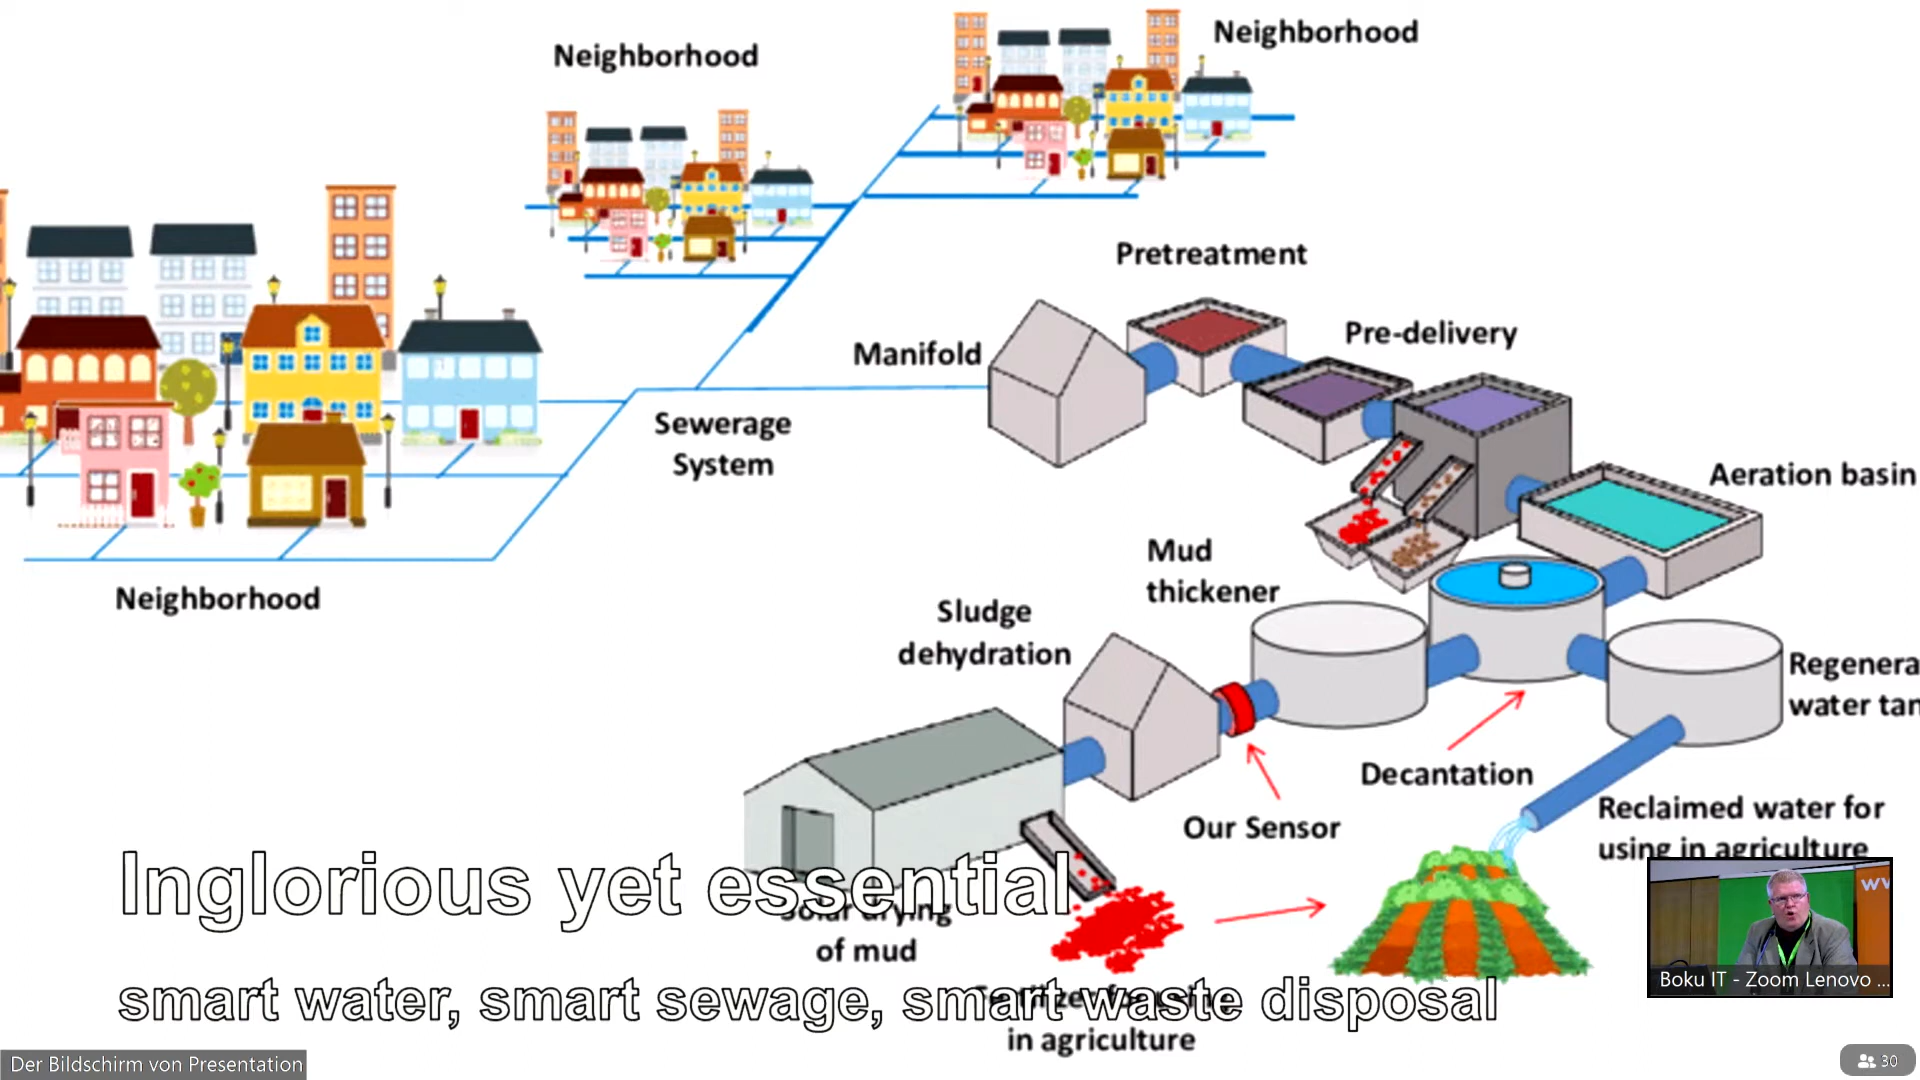 Neighborhood
Neighborhood
Pretreatment
Pre-delivery
Manifold
Sewerage
System
Aeration basin
Mud
thickener
Neighborhood
Sludge
dehydration
Regenera
water tan
Decantation
Our Sensor
Reclaimed water for
using in agriculture
Inglorious yet essential
Solar drying
of mud
smart water, smart sewage, smart waste disposal
in agriculture
Boku IT - Zoom Lenovo ...
Der Bildschirm von Presentation
30